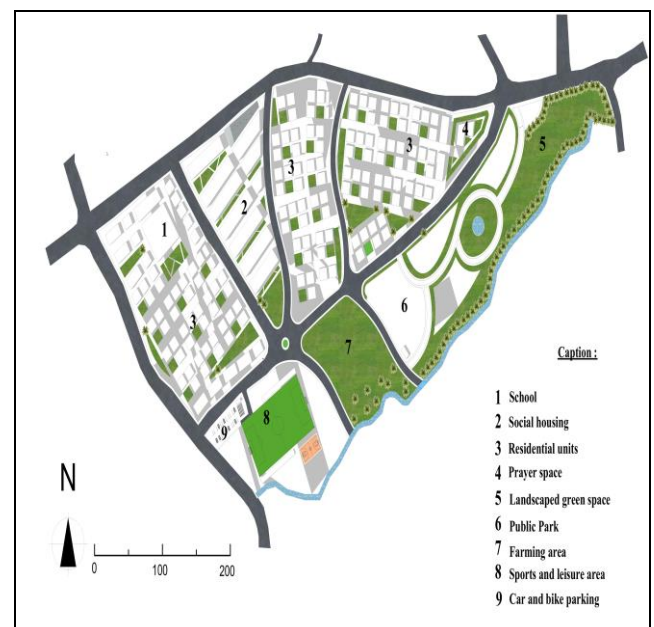 4
5
3
3
1
2
6
3
7
8
9
Caption :
1 School
2 Social housing
3 Residential units
4 Prayer space
5 Landscaped green space
6 Public Park
7 Farming area
8 Sports and leisure area
9 Car and bike parking
N
0 100 200